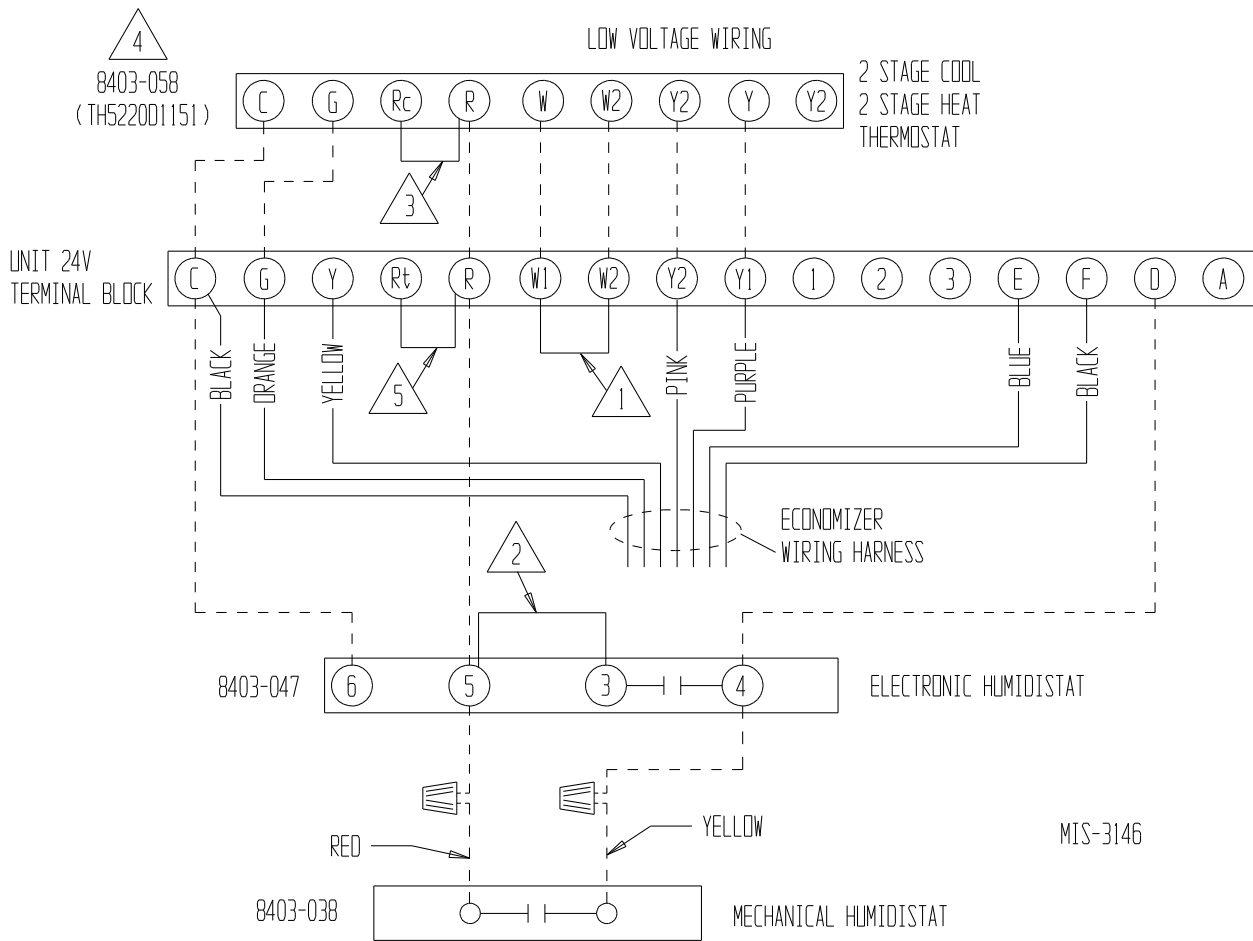 LOW VOLTAGE WIRING
4
8403-058
(TH5220D1151)
C G Rc R W W2 Y2 Y Y2
2 STAGE COOL
2 STAGE HEAT
THERMOSTAT
3
UNIT 24V
TERMINAL BLOCK
C G Y Rt R W1 W2 Y2 Y1 1 2 3 E F D A
BLACK
ORANGE
YELLOW
5
1
PINK
PURPLE
BLUE
BLACK
ECONOMIZER
WIRING HARNESS
2
8403-047
6 5 3 4
ELECTRONIC HUMIDISTAT
RED
YELLOW
MIS-3146
8403-038
MECHANICAL HUMIDISTAT